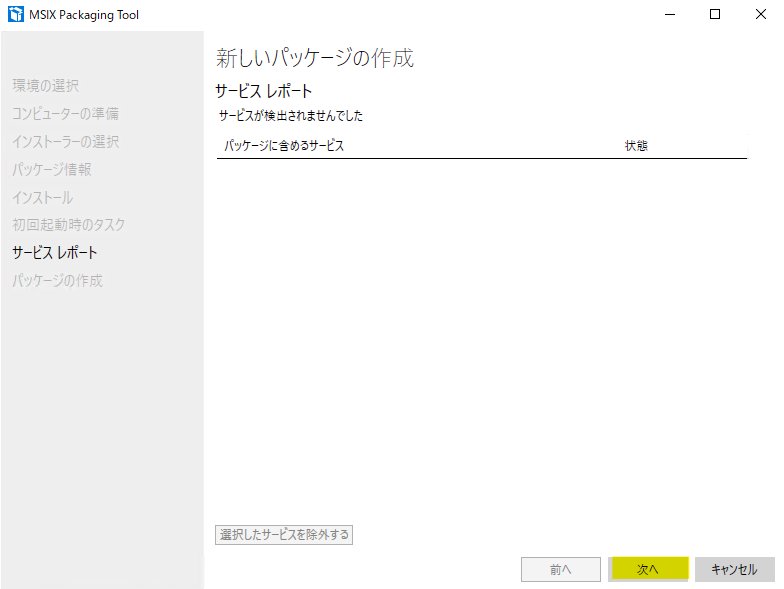 MSIX Packaging Tool
環境の選択
コンピューターの準備
インストーラーの選択
パッケージ情報
インストール
初回起動時のタスク
サービス レポート
パッケージの作成
新しいパッケージの作成
サービス レポート
サービスが検出されませんでした
パッケージに含めるサービス 状態
選択したサービスを除外する
前へ 次へ キャンセル